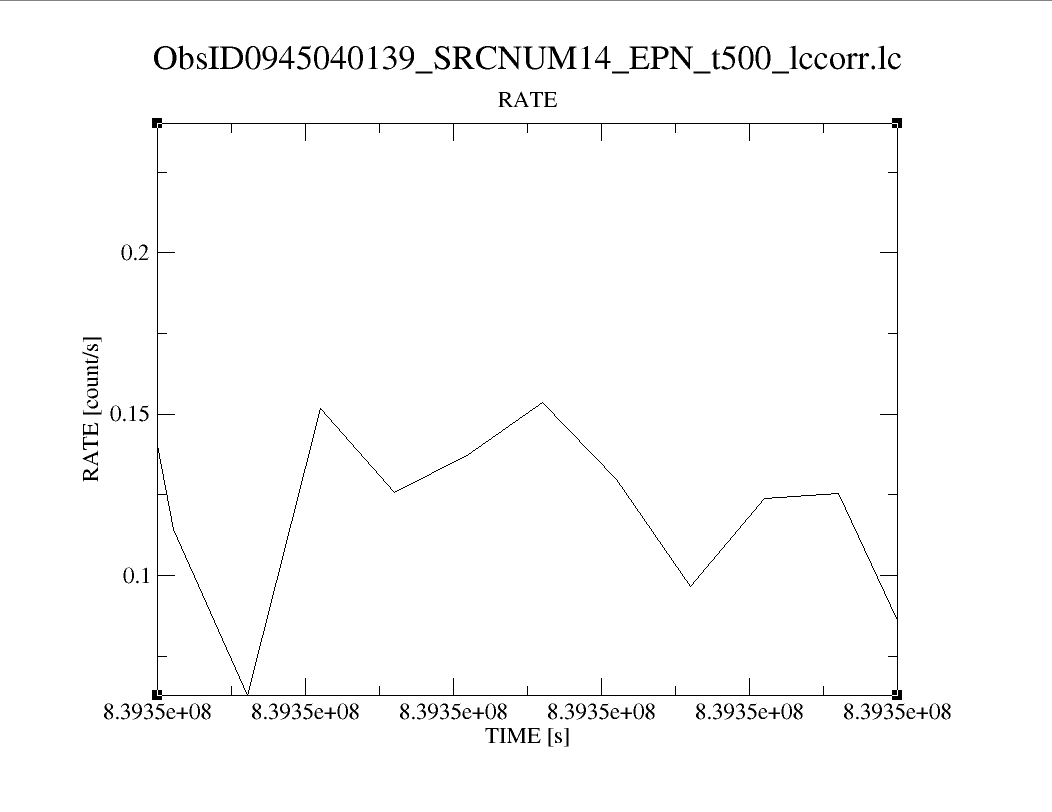 ObsID0945040139_SRCNUM14_EPN_t500_lccorr.lc
RATE
0.2
0.15
0.1
RATE [count/s]
8.3935e+08 8.3935e+08 8.3935e+08 8.3935e+08 8.3935e+08 8.3935e+08
TIME [s]